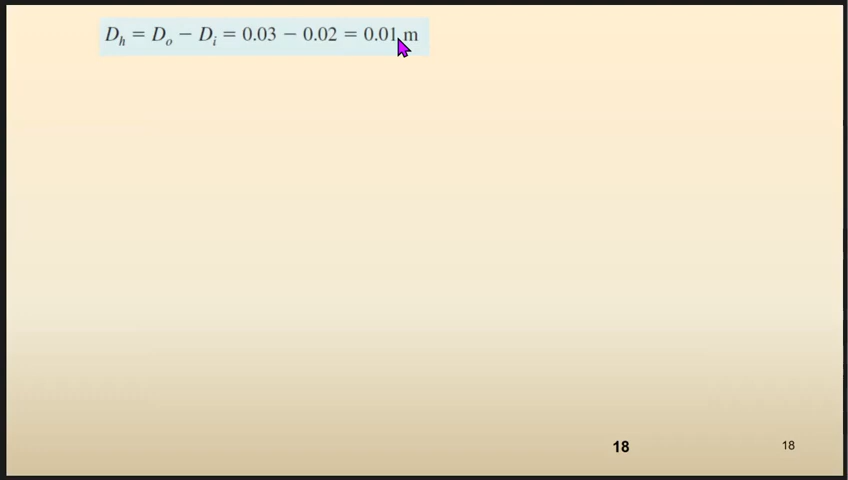 D_h = D_o − D_i = 0.03 − 0.02 = 0.01 m
18
18